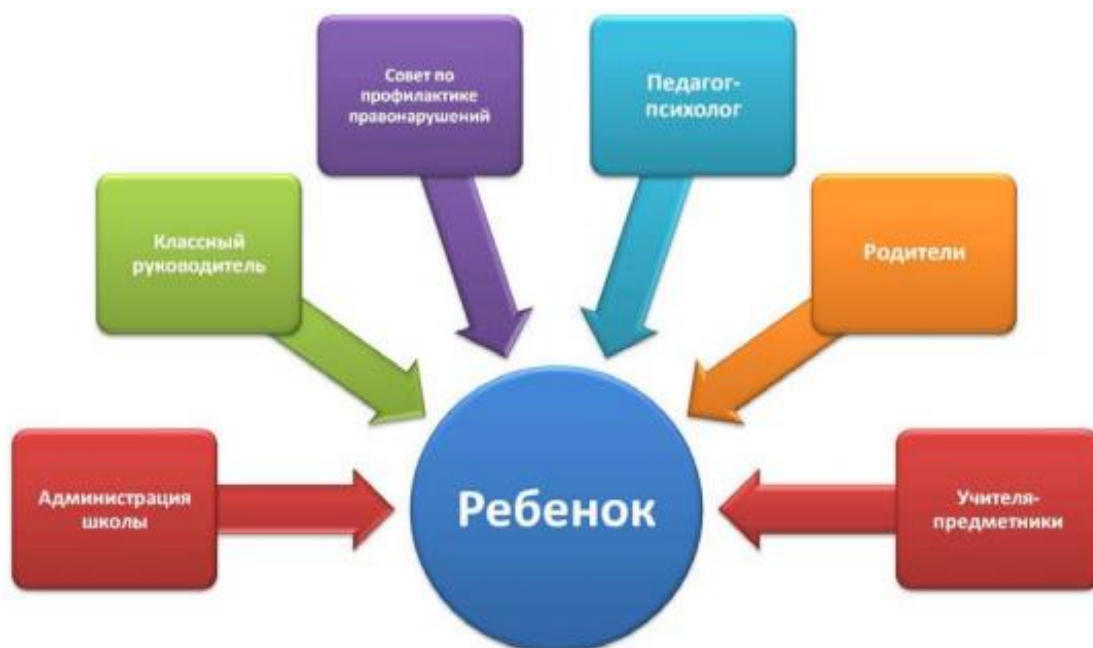 Совет по
профилактике
правонарушений
Педагог-
психолог
Классный
руководитель
Родители
Администрация
школы
Ребенок
Учителя-
предметники